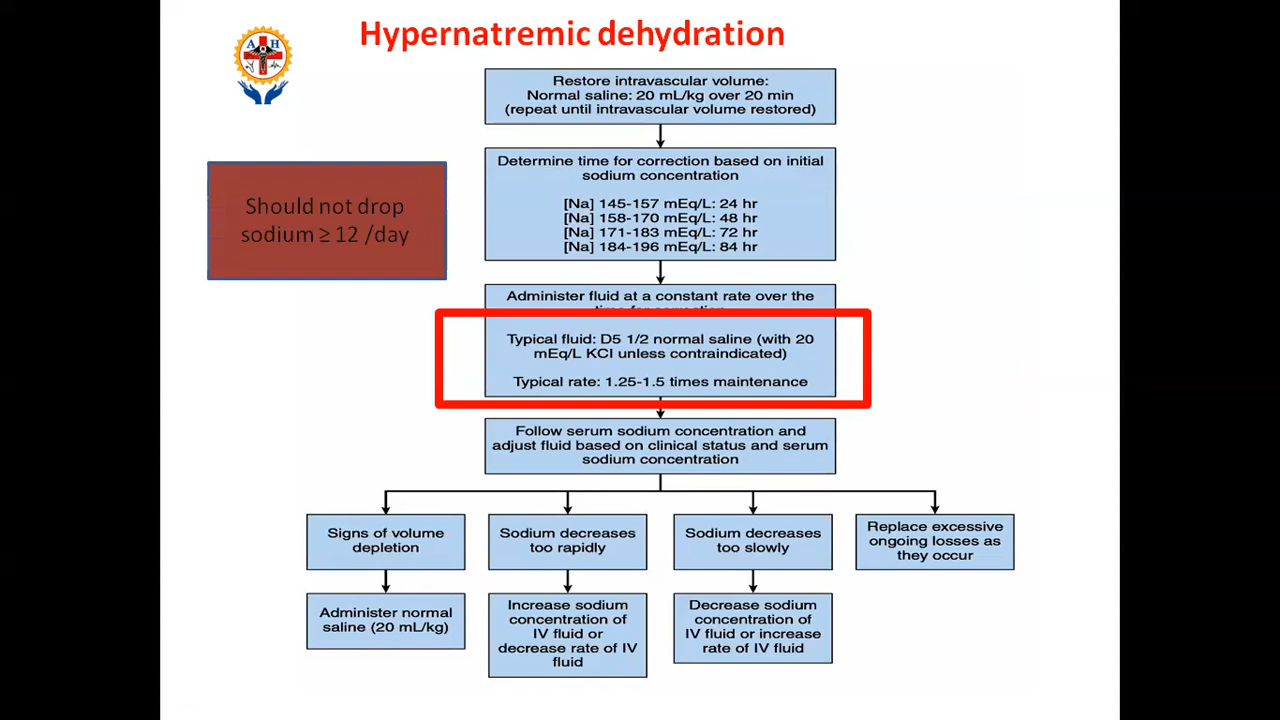 Hypernatremic dehydration
A H
Restore intravascular volume:
Normal saline: 20 mL/kg over 20 min
(repeat until intravascular volume restored)
Should not drop
sodium ≥ 12 /day
Determine time for correction based on initial
sodium concentration
[Na] 145-157 mEq/L: 24 hr
[Na] 158-170 mEq/L: 48 hr
[Na] 171-183 mEq/L: 72 hr
[Na] 184-196 mEq/L: 84 hr
Administer fluid at a constant rate over the
time for correction
Typical fluid: D5 1/2 normal saline (with 20
mEq/L KCl unless contraindicated)
Typical rate: 1.25-1.5 times maintenance
Follow serum sodium concentration and
adjust fluid based on clinical status and serum
sodium concentration
Signs of volume
depletion
Administer normal
saline (20 mL/kg)
Sodium decreases
too rapidly
Increase sodium
concentration of
IV fluid or
decrease rate of IV
fluid
Sodium decreases
too slowly
Decrease sodium
concentration of
IV fluid or increase
rate of IV fluid
Replace excessive
ongoing losses as
they occur